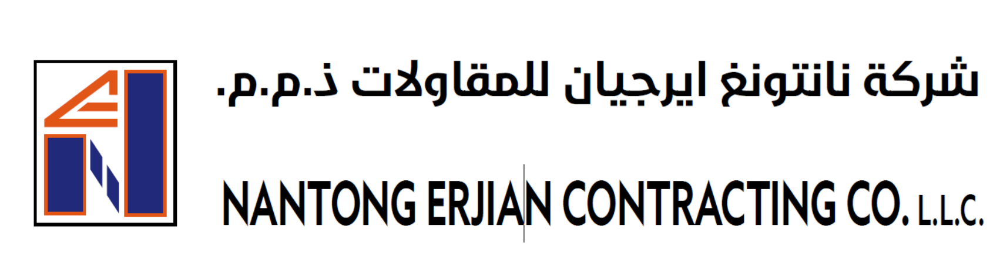 شركة نانتونغ ايرجيان للمقاولات ذ.م.م.
NANTONG ERJIAN CONTRACTING CO. L.L.C.